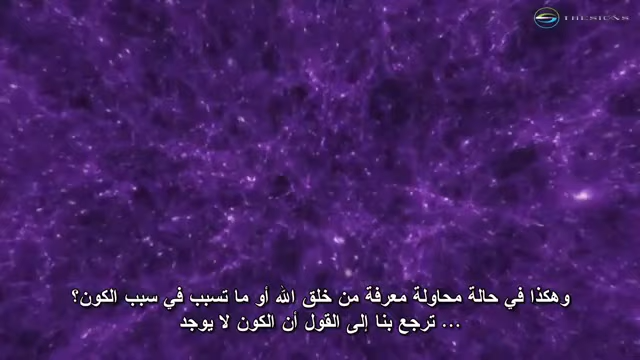 THESIGNS
وهكذا في حالة محاولة معرفة من خلق الله أو ما تسبب في سبب الكون؟
... ترجع بنا إلى القول أن الكون لا يوجد